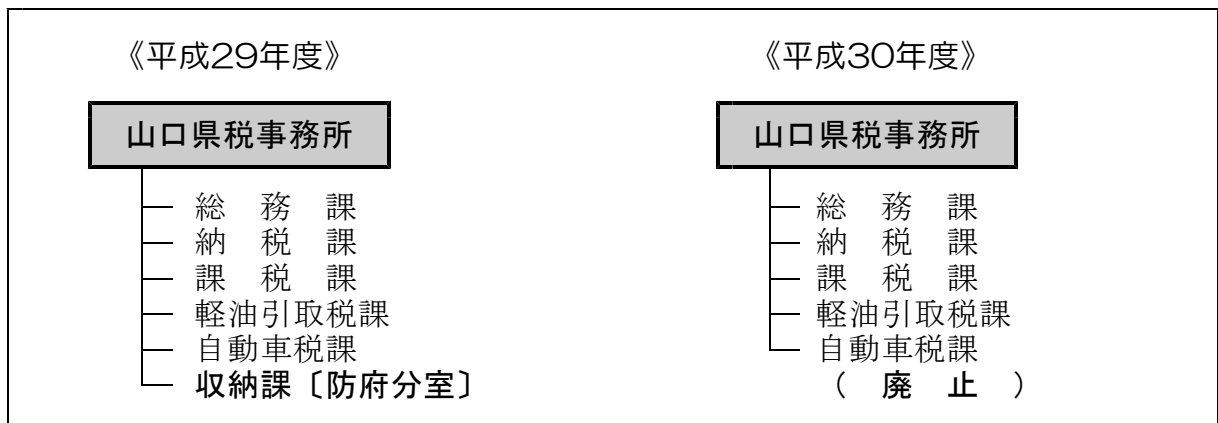 《平成29年度》
山口県税事務所
総　務　課
納　税　課
課　税　課
軽油引取税課
自動車税課
収納課〔防府分室〕
《平成30年度》
山口県税事務所
総　務　課
納　税　課
課　税　課
軽油引取税課
自動車税課
（　廃　止　）